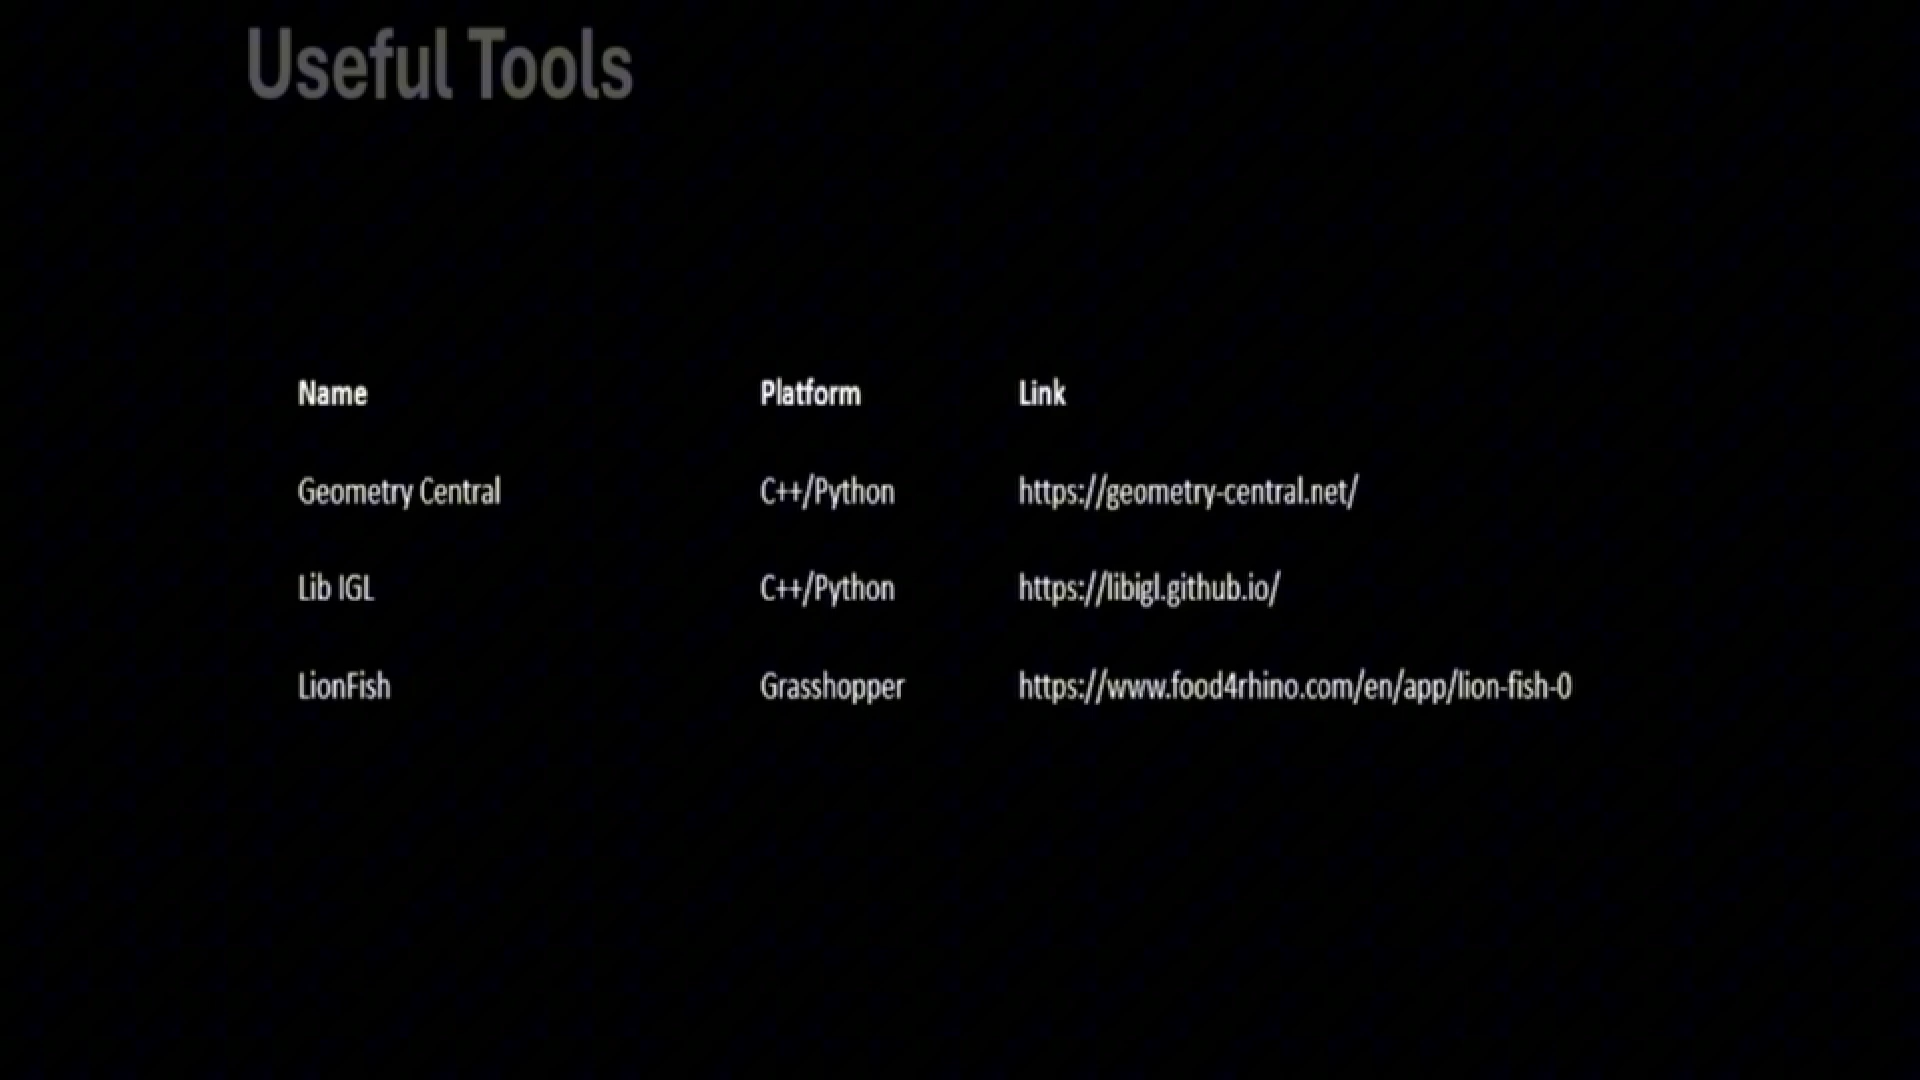 Useful Tools
Name Platform Link
Geometry Central C++/Python https://geometry-central.net/
Lib IGL C++/Python https://libigl.github.io/
LionFish Grasshopper https://www.food4rhino.com/en/app/lion-fish-0